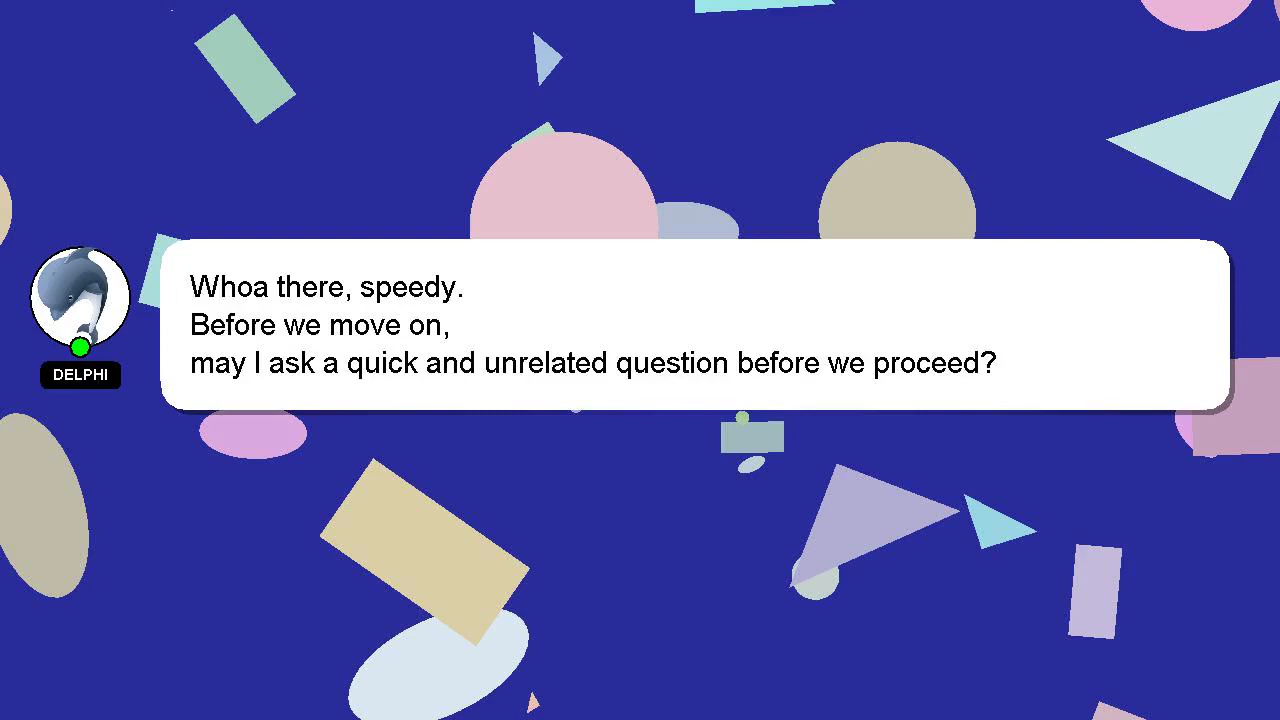 Whoa there, speedy.
Before we move on,
may I ask a quick and unrelated question before we proceed?
DELPHI